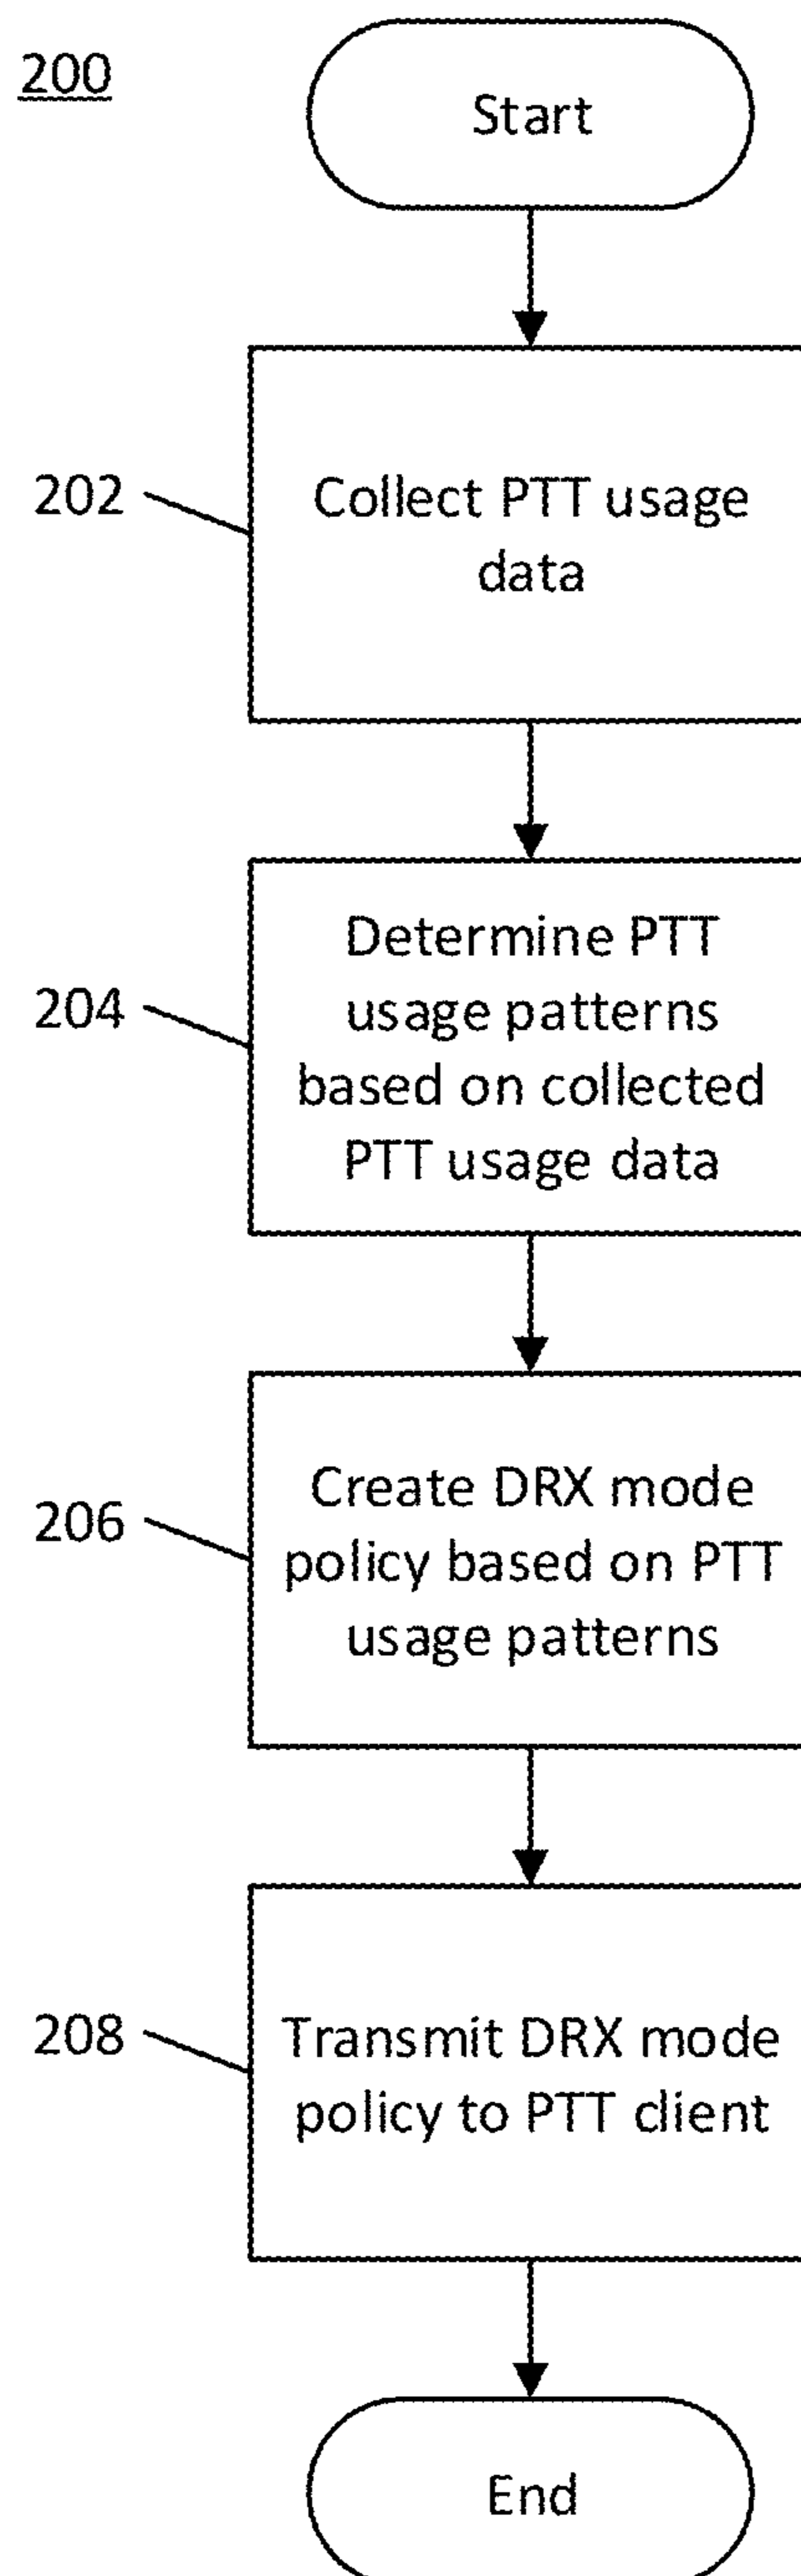 200
Start
202
Collect PTT usage
data
204
Determine PTT
usage patterns
based on collected
PTT usage data
206
Create DRX mode
policy based on PTT
usage patterns
208
Transmit DRX mode
policy to PTT client
End